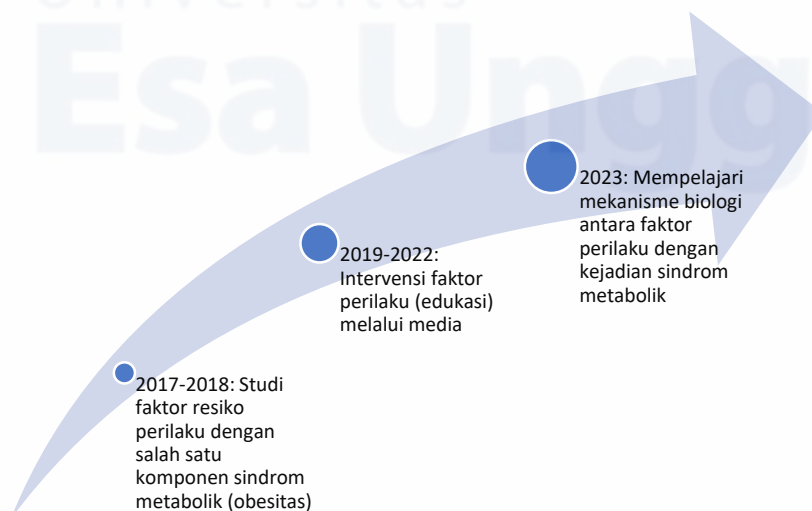 Esa Ungg
2023: Mempelajari
mekanisme biologi
antara faktor
perilaku dengan
kejadian sindrom
metabolik
2019-2022:
Intervensi faktor
perilaku (edukasi)
melalui media
2017-2018: Studi
faktor resiko
perilaku dengan
salah satu
komponen sindrom
metabolik (obesitas)